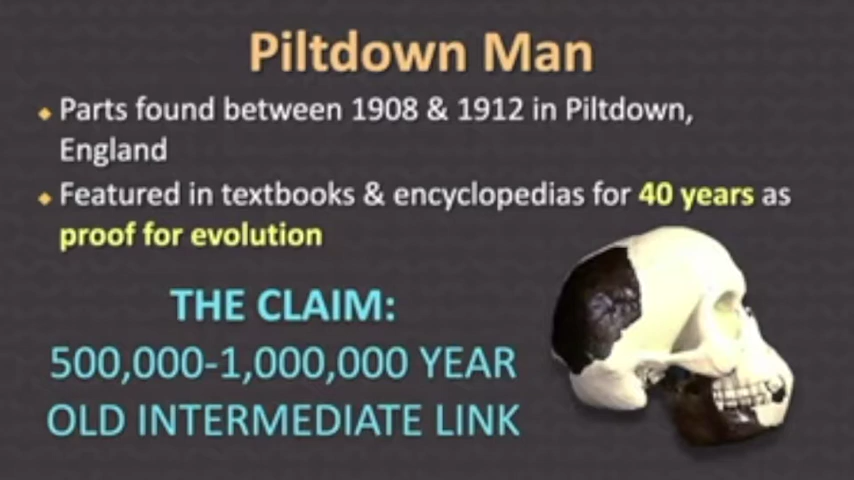 Piltdown Man
Parts found between 1908 & 1912 in Piltdown,
England
Featured in textbooks & encyclopedias for 40 years as
proof for evolution
THE CLAIM:
500,000-1,000,000 YEAR
OLD INTERMEDIATE LINK